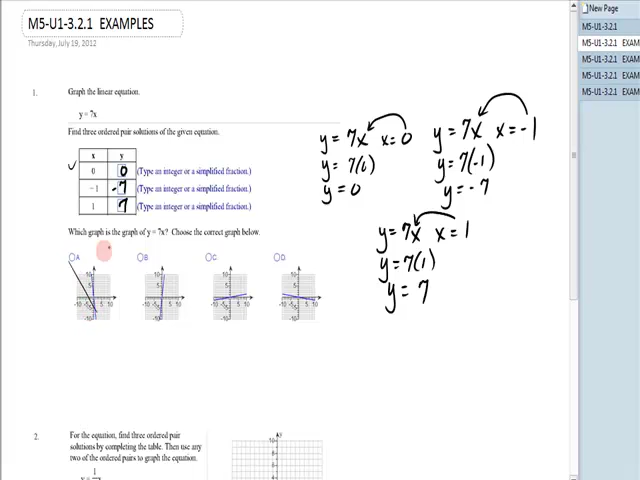 M5-U1-3.2.1 EXAMPLES
Thursday, July 19, 2012
New Page
M5-U1-3.2.1
M5-U1-3.2.1 EXAMPL
M5-U1-3.2.1 EXAM
M5-U1-3.2.1 EXAM
M5-U1-3.2.1 EXAM
1.
Graph the linear equation.
y = 7x
Find three ordered pair solutions of the given equation.
x y
0 0 (Type an integer or a simplified fraction.)
−1 -7 (Type an integer or a simplified fraction.)
1 7 (Type an integer or a simplified fraction.)
Which graph is the graph of y = 7x? Choose the correct graph below.
A. B. C. D.
y = 7x x = 0
y = 7(0)
y = 0
y = 7x x = -1
y = 7(-1)
y = -7
y = 7x x = 1
y = 7(1)
y = 7
2.
For the equation, find three ordered pair
solutions by completing the table. Then use any
two of the ordered pairs to graph the equation.